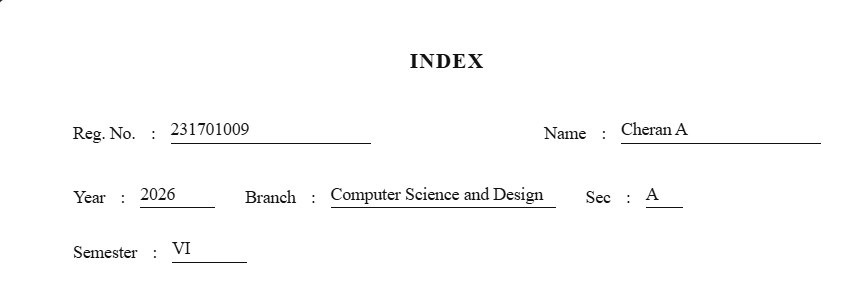 INDEX
Reg. No. : 231701009 Name : Cheran A
Year : 2026 Branch : Computer Science and Design Sec : A
Semester : VI